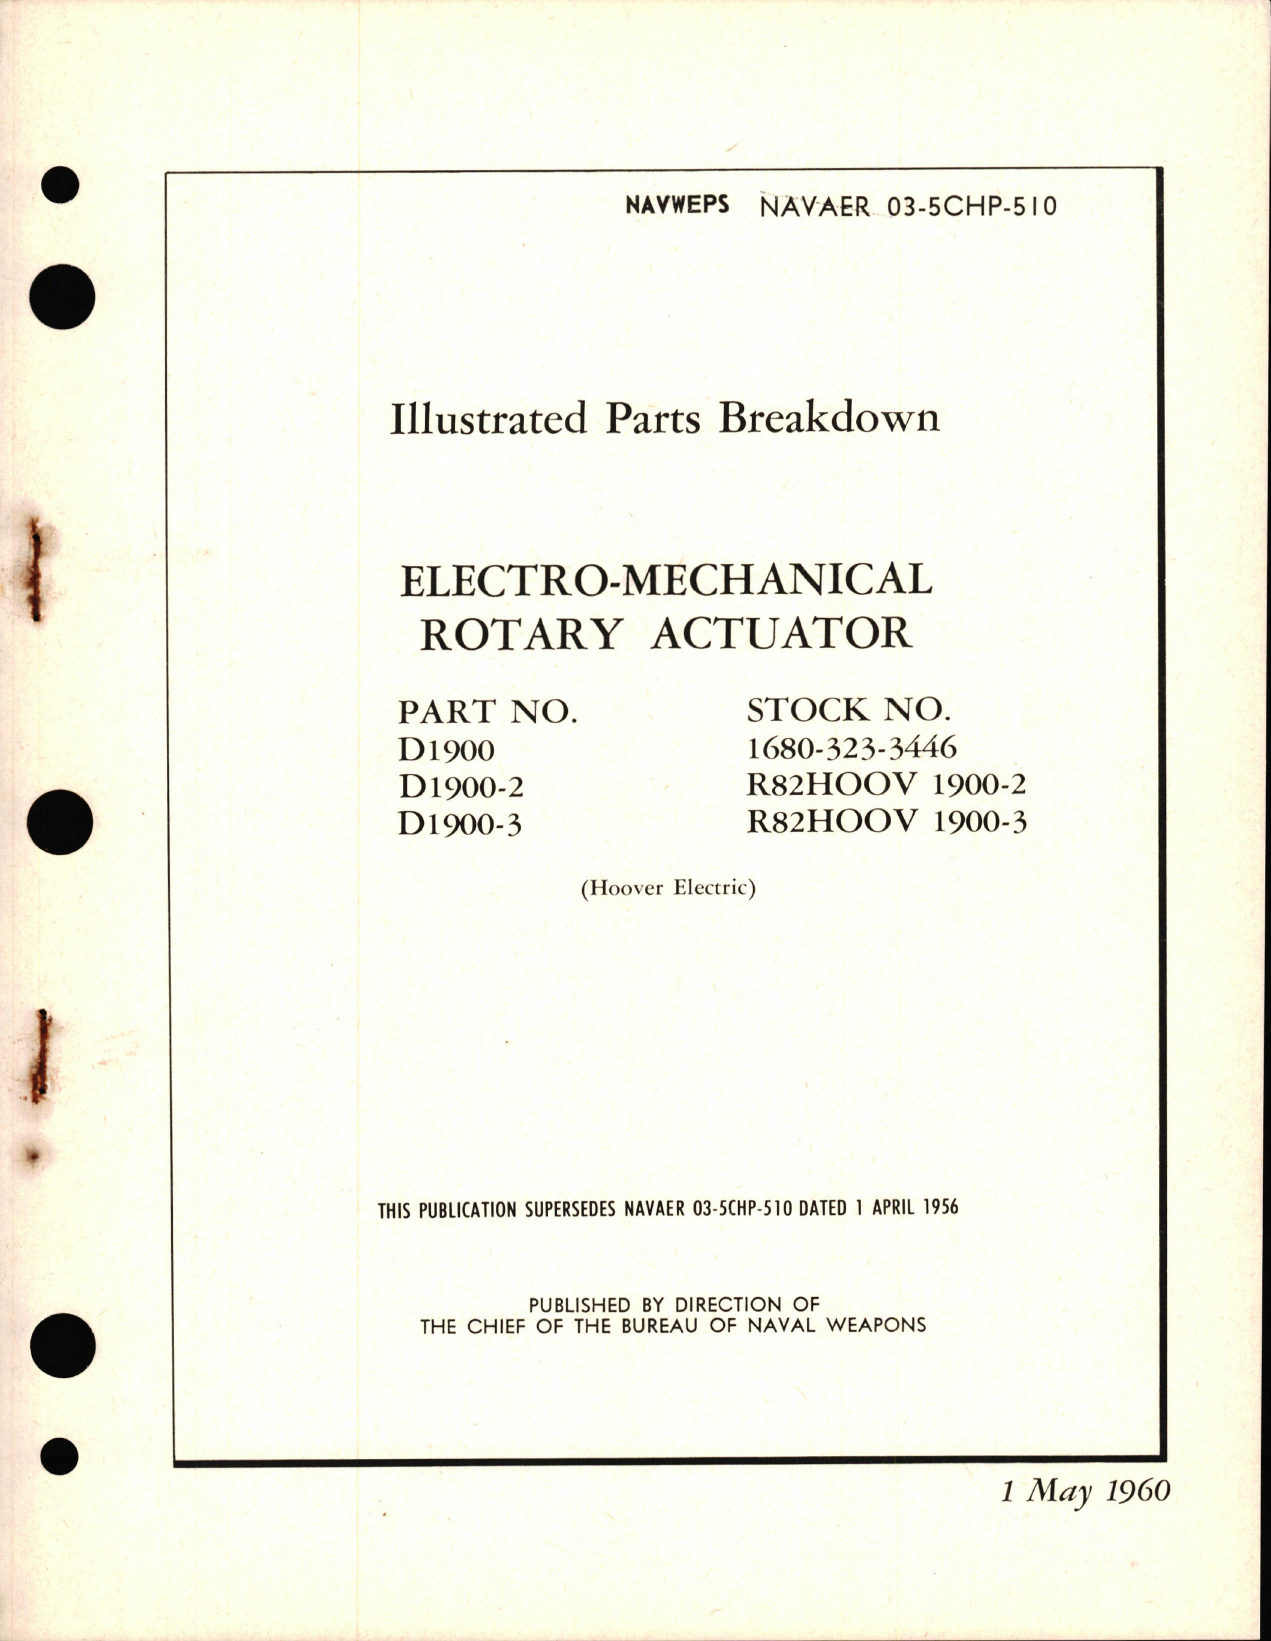 NAVWEPS NAVAER 03-5CHP-510
Illustrated Parts Breakdown
ELECTRO-MECHANICAL
ROTARY ACTUATOR
PART NO. STOCK NO.
D1900 1680-323-3446
D1900-2 R82HOOV 1900-2
D1900-3 R82HOOV 1900-3
(Hoover Electric)
THIS PUBLICATION SUPERSEDES NAVAER 03-5CHP-510 DATED 1 APRIL 1956
PUBLISHED BY DIRECTION OF
THE CHIEF OF THE BUREAU OF NAVAL WEAPONS
1 May 1960